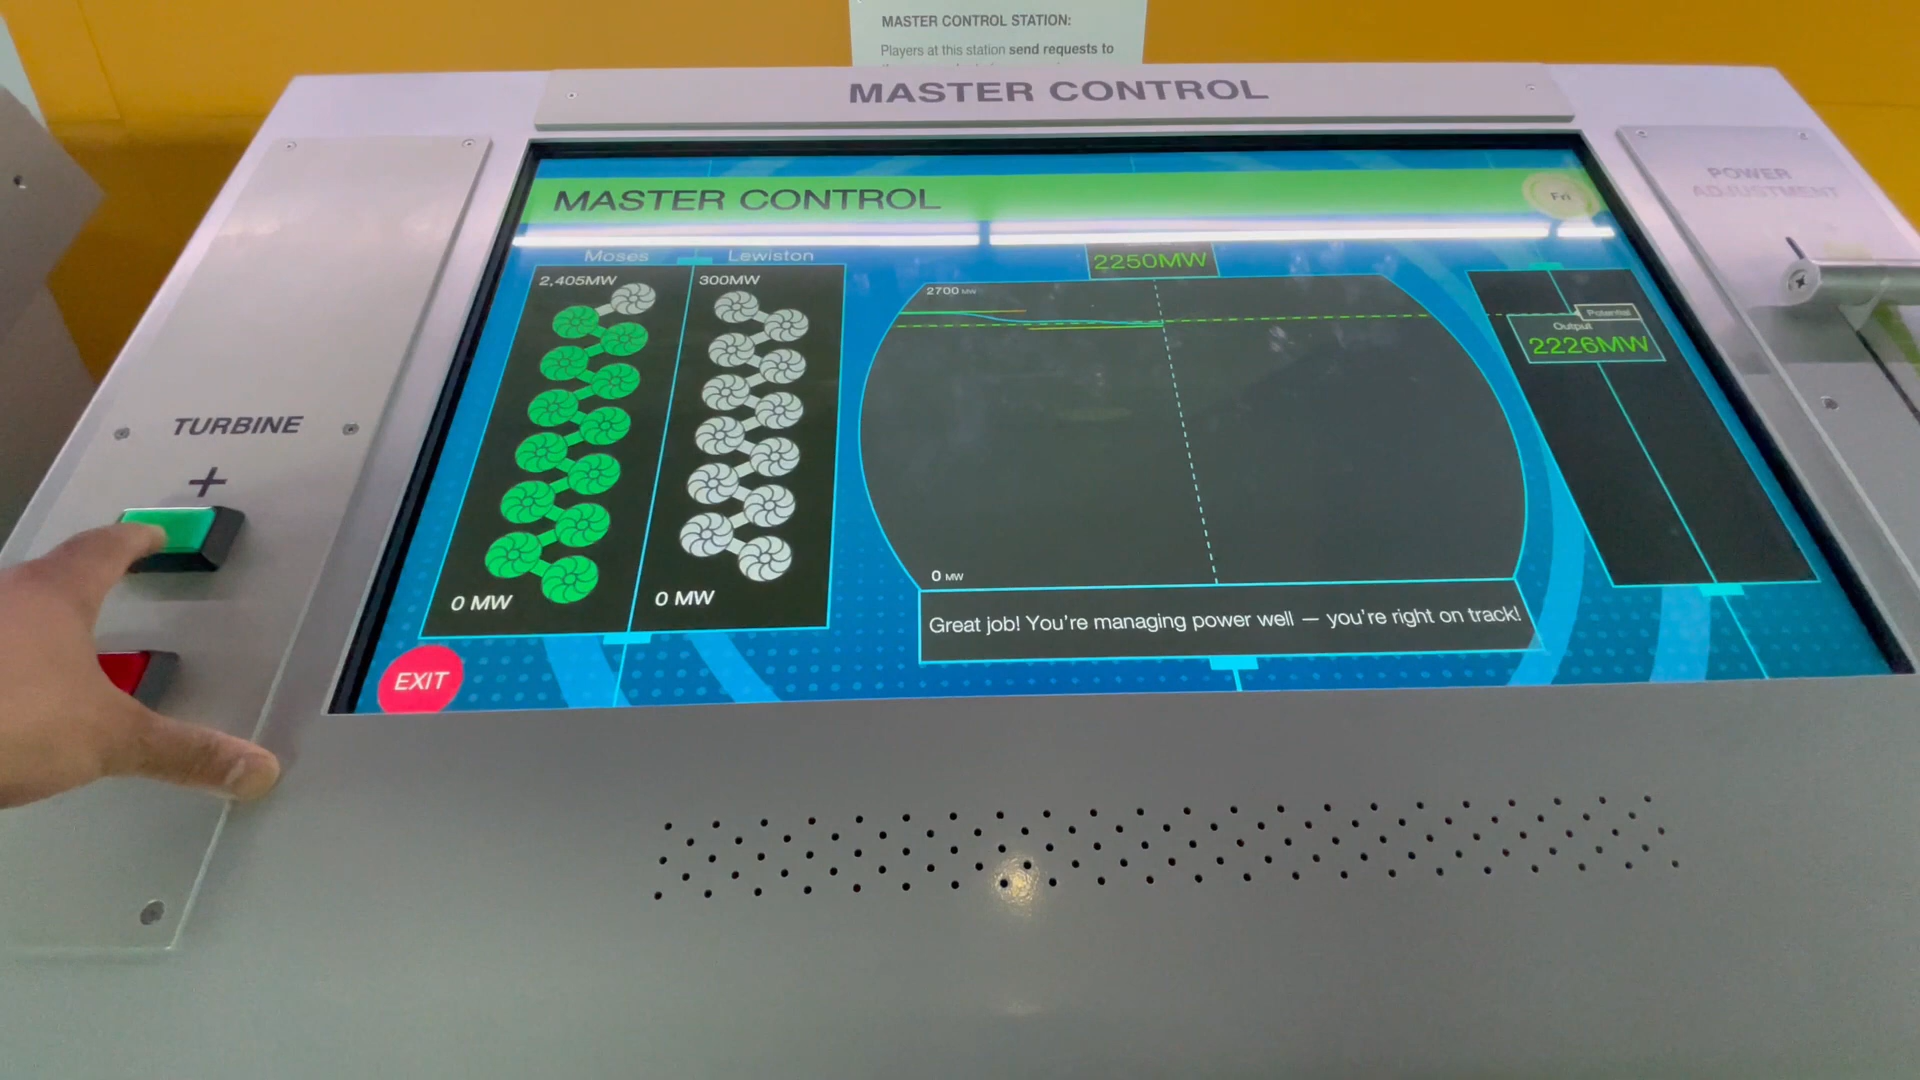 MASTER CONTROL STATION:
Players at this station send requests to
MASTER CONTROL
POWER
ADJUSTMENT
MASTER CONTROL
Fri
Moses
Lewiston
2250MW
2,405MW
300MW
2700 MW
Potential
Output
2226MW
TURBINE
+
0 MW
0 MW
0 MW
Great job! You're managing power well — you're right on track!
EXIT